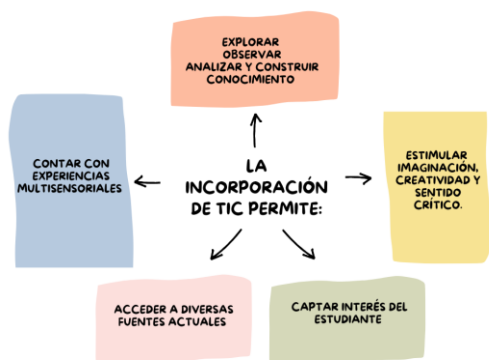 EXPLORAR
OBSERVAR
ANALIZAR Y CONSTRUIR
CONOCIMIENTO
CONTAR CON
EXPERIENCIAS
MULTISENSORIALES
LA
INCORPORACIÓN
DE TIC PERMITE:
ESTIMULAR
IMAGINACIÓN,
CREATIVIDAD Y
SENTIDO
CRÍTICO.
ACCEDER A DIVERSAS
FUENTES ACTUALES
CAPTAR INTERÉS DEL
ESTUDIANTE